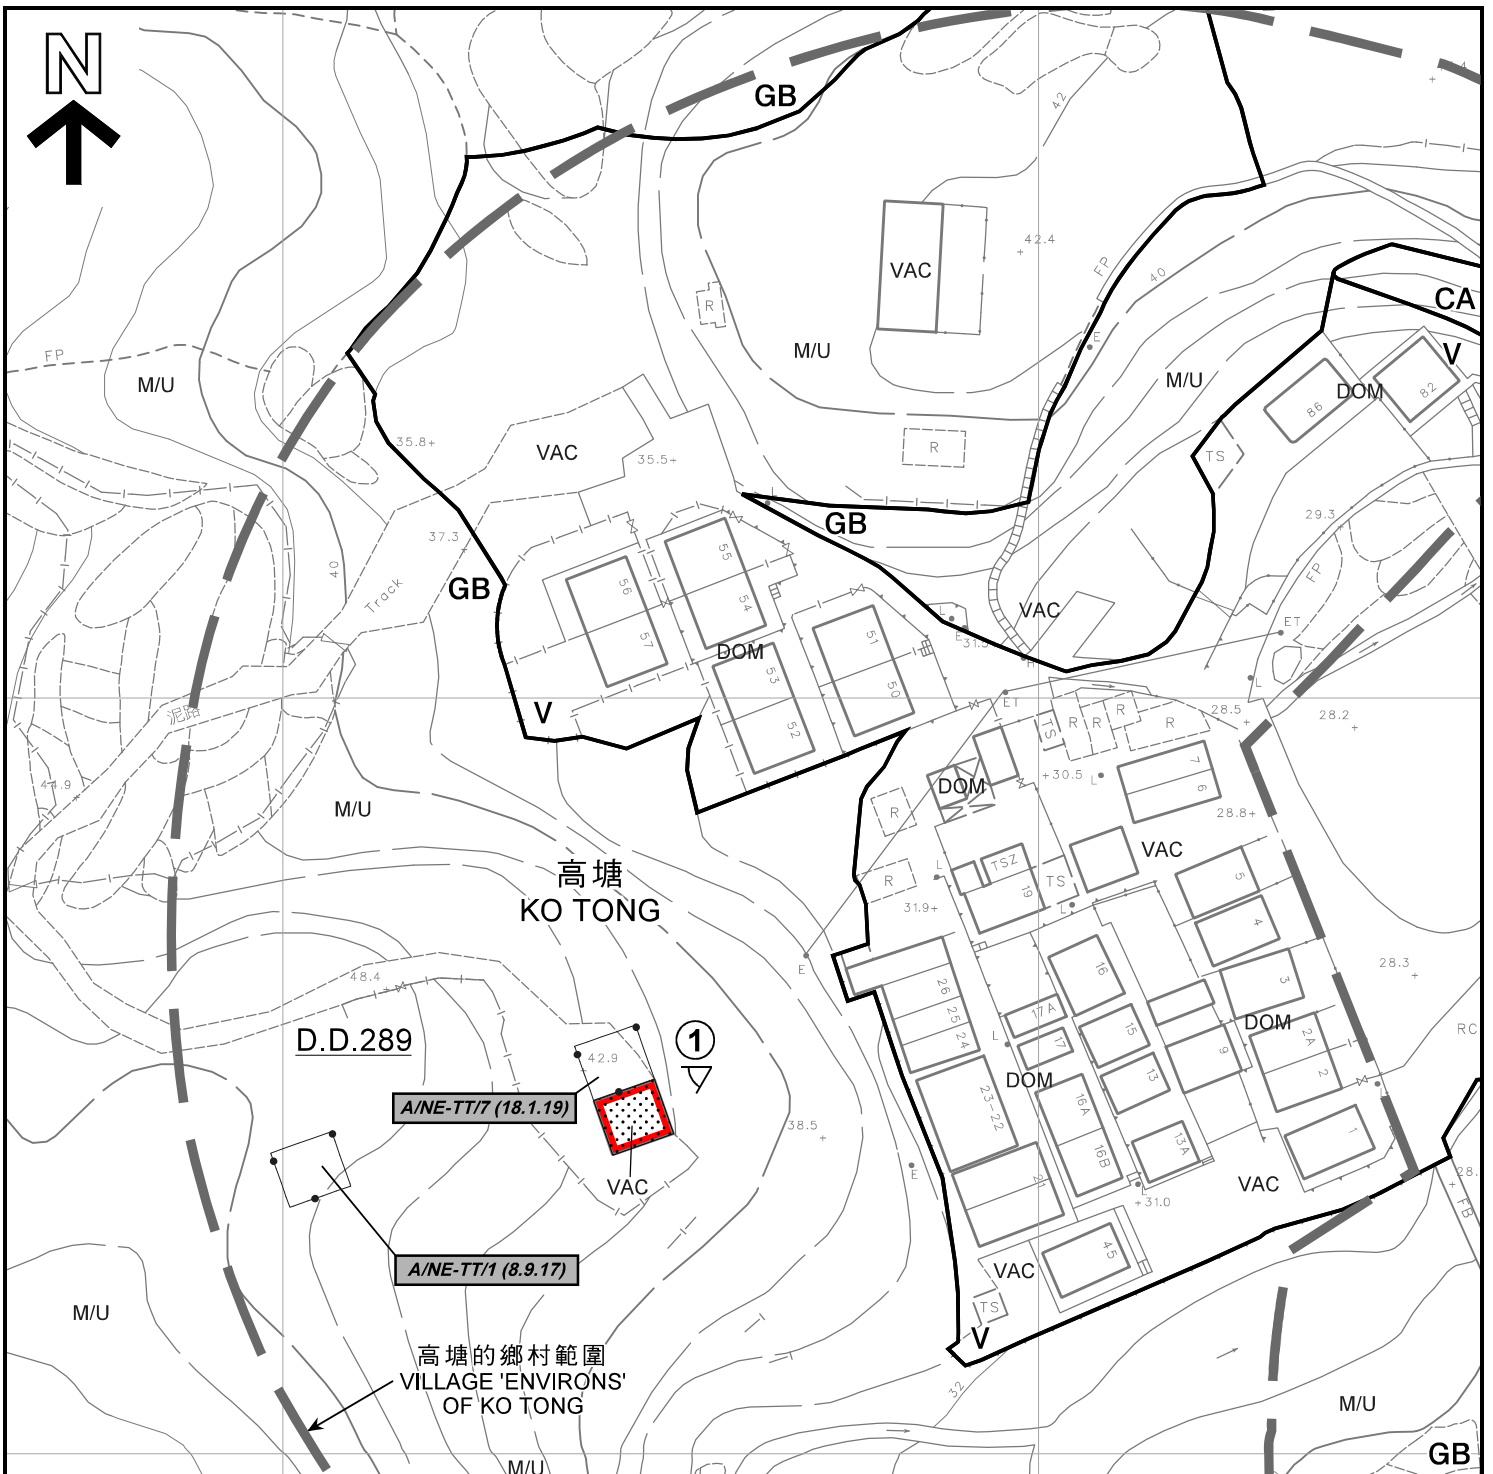 N
GB
42
VAC
42.4
FP
40
CA
R
V
FP
M/U
M/U
M/U
DOM
82
86
35.8
VAC
35.5
R
TS
L
GB
29.3
37.3
55
54
56
57
40
GB
Track
FP
VAC
51
50
L
E
DOM
53
52
ET
H
L
V
泥路
ET
TS
R
R
R
R
28.5
28.2
44.9
M/U
30.5
DOM
L
7
6
R
28.8
VAC
高塘
KO TONG
R
L
TSZ
19
TS
L
5
31.9
4
E
48.4
26
25
24
16
3
28.3
D.D.289
1
42.9
17A
17
L
15
DOM
2A
2
9
RC
A/NE-TT/7 (18.1.19)
DOM
13
23-22
16A
16B
38.5
13A
1
VAC
E
21
L
31.0
VAC
28.
FB
A/NE-TT/1 (8.9.17)
VAC
45
TS
M/U
V
高塘的鄉村範圍
VILLAGE 'ENVIRONS'
OF KO TONG
32
M/U
GB
M/U